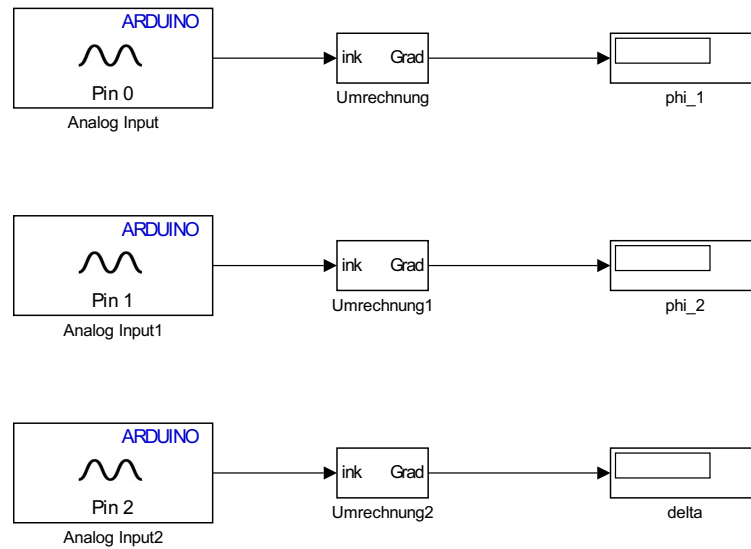 ARDUINO
Pin 0
Analog Input
ink Grad
Umrechnung
phi_1
ARDUINO
Pin 1
Analog Input1
ink Grad
Umrechnung1
phi_2
ARDUINO
Pin 2
Analog Input2
ink Grad
Umrechnung2
delta